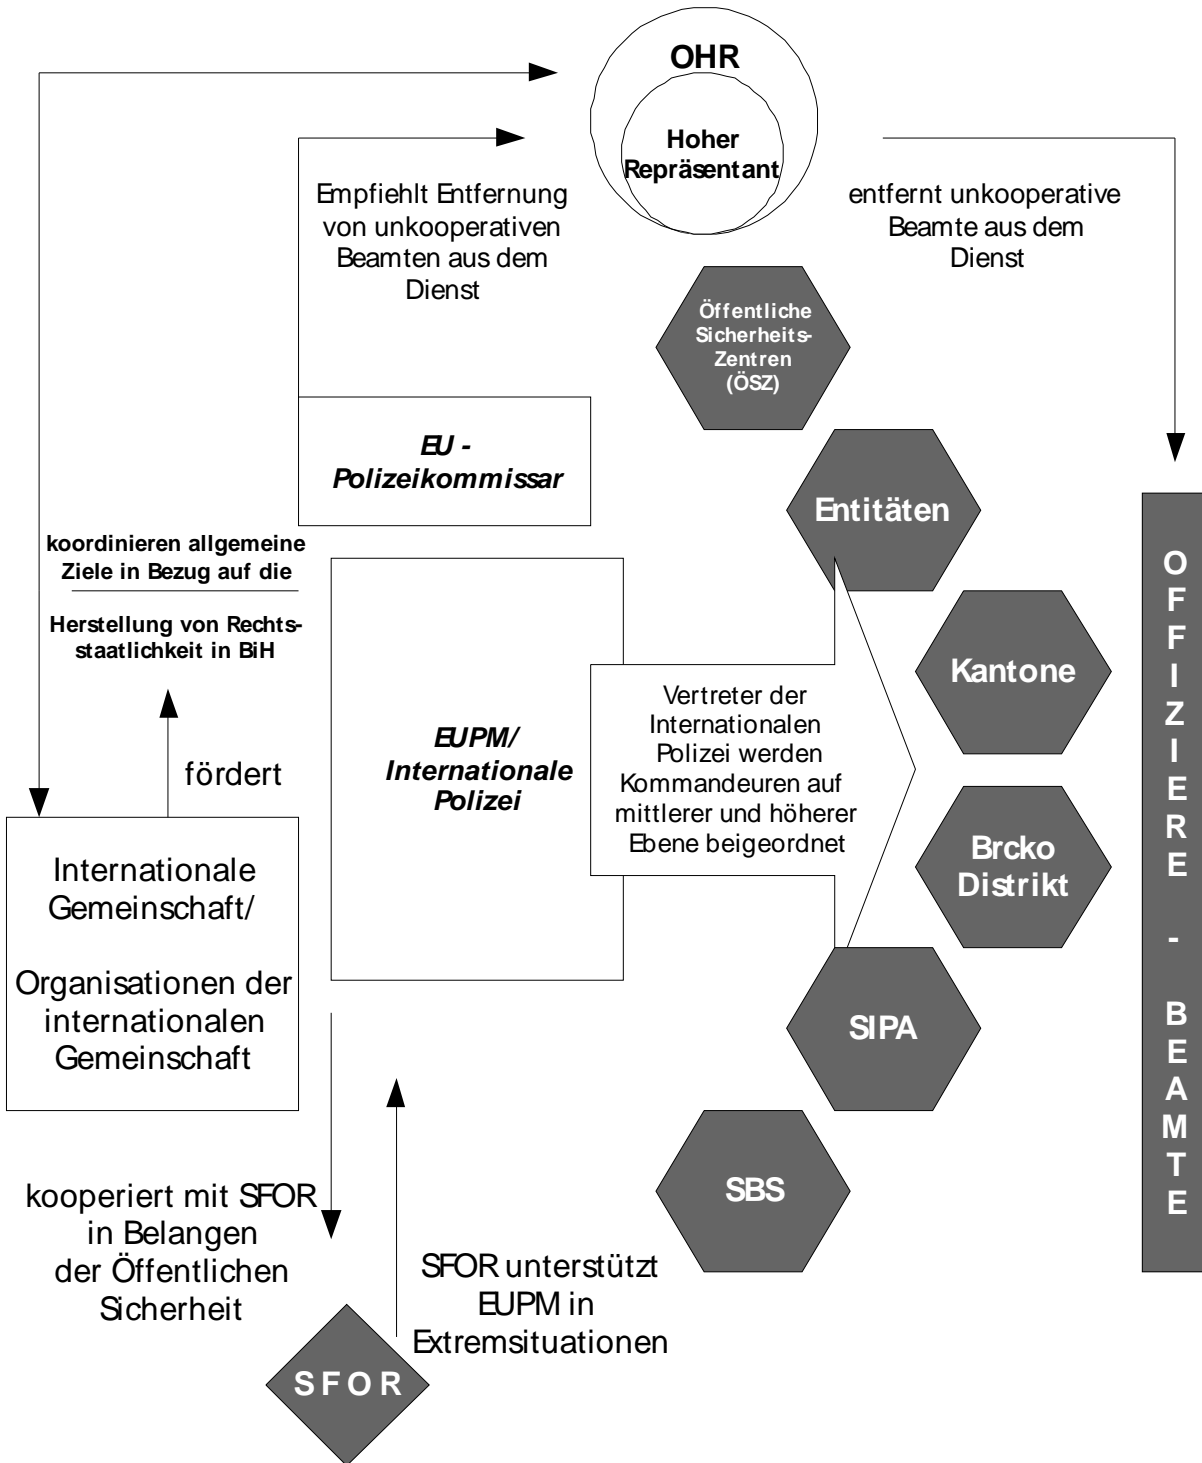 OHR
Hoher
Repräsentant
Empfiehlt Entfernung
von unkooperativen
Beamten aus dem
Dienst
entfernt unkooperative
Beamte aus dem
Dienst
Öffentliche
Sicherheits-
Zentren
(ÖSZ)
EU -
Polizeikommissar
Entitäten
koordinieren allgemeine
Ziele in Bezug auf die
Herstellung von Rechts-
staatlichkeit in BiH
fördert
EUPM/
Internationale
Polizei
Vertreter der
Internationalen
Polizei werden
Kommandeuren auf
mittlerer und höherer
Ebene beigeordnet
Kantone
Brcko
Distrikt
OFFIZIERE - BEAMTE
Internationale
Gemeinschaft/
Organisationen der
internationalen
Gemeinschaft
SIPA
SBS
kooperiert mit SFOR
in Belangen
der Öffentlichen
Sicherheit
SFOR unterstützt
EUPM in
Extremsituationen
SFOR